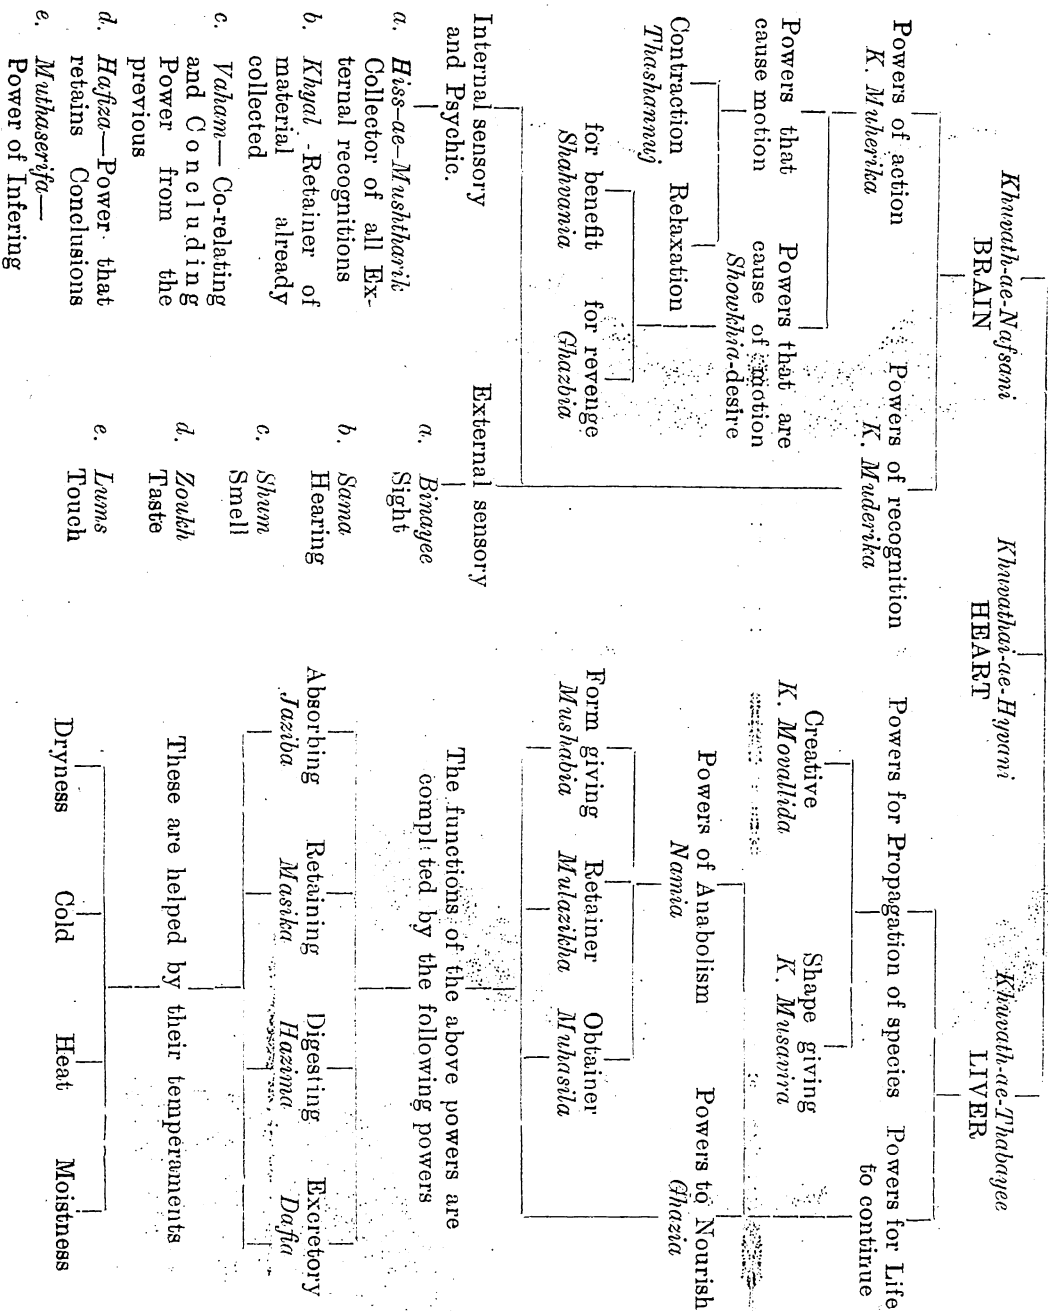 Khuvath-ae-Nafsani
BRAIN
Khuvathai-ae-Hyvani
HEART
Khuvath-ae-Thabayee
LIVER
Powers of action
K. Muherika
Powers of recognition
K. Muderika
Powers for Propagation of species
Powers for Life
to continue
Powers that
cause motion
Powers that are
cause of motion
Showkhia-desire
Creative
K. Movallida
Shape giving
K. Musavira
Contraction
Thashannuj
Relaxation
Powers of Anabolism
Namia
Powers to Nourish
Ghazia
for benefit
Shahvania
for revenge
Ghazbia
Form giving
Mushabia
Retainer
Mulazikha
Obtainer
Muhasila
Internal sensory
and Psychic.
External sensory
The functions of the above powers are
completed by the following powers
a. Hiss-ae-Mushtharik
Collector of all Ex-
ternal recognitions
b. Khyal-Retainer of
material already
collected
c. Vaham—Co-relating
and Concluding
Power from the
previous
d. Hafiza—Power that
retains Conclusions
e. Muthaserifa—
Power of Infering
a. Binayee
Sight
b. Sama
Hearing
c. Shum
Smell
d. Zoukh
Taste
e. Lums
Touch
Absorbing
Jaziba
Retaining
Masika
Digesting
Hazima
Excretory
Dafia
These are helped by their temperaments
Dryness
Cold
Heat
Moistness